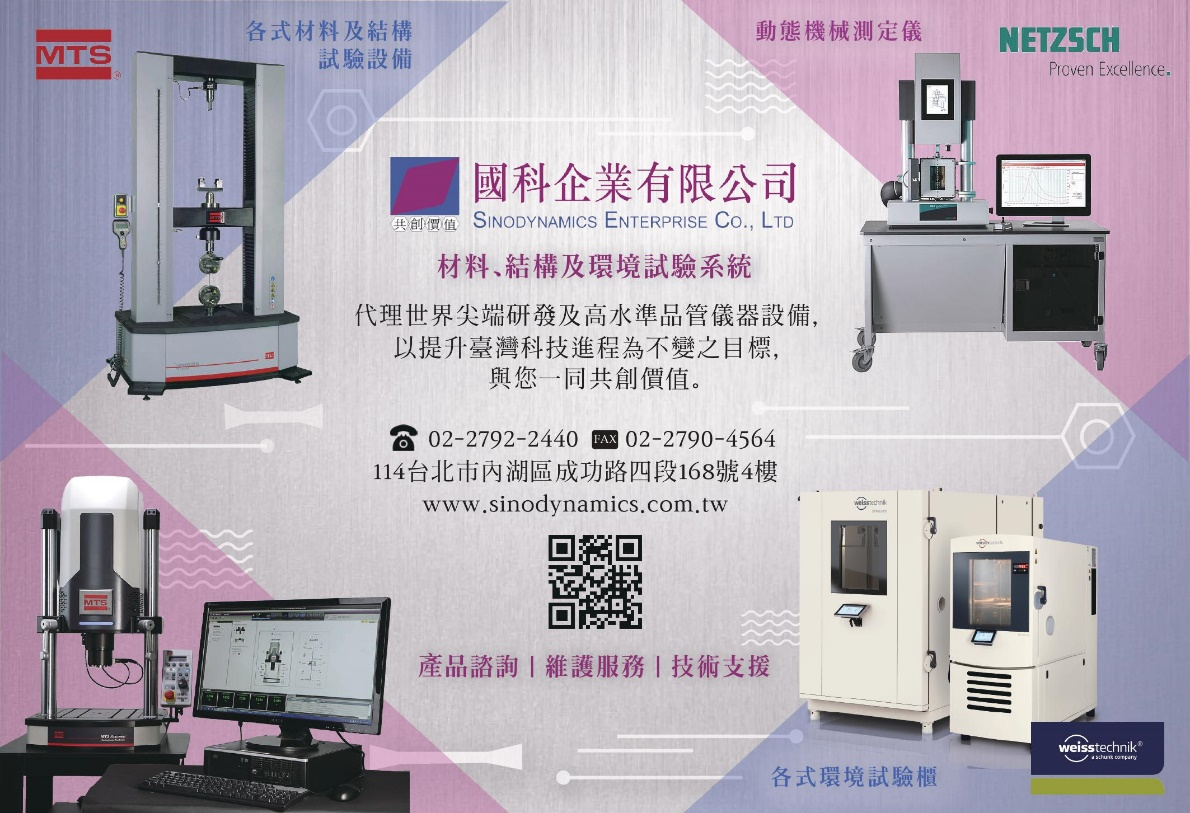 MTS
各式材料及結構
試驗設備
動態機械測定儀
NETZSCH
Proven Excellence.
國科企業有限公司
共創價值
SINODYNAMICS ENTERPRISE CO., LTD
材料、結構及環境試驗系統
代理世界尖端研發及高水準品管儀器設備,
以提升臺灣科技進程為不變之目標,
與您一同共創價值。
02-2792-2440 FAX 02-2790-4564
114台北市內湖區成功路四段168號4樓
www.sinodynamics.com.tw
產品諮詢 | 維護服務 | 技術支援
MTS
weisstechnik
weisstechnik
各式環境試驗櫃
weisstechnik®
a schunk company